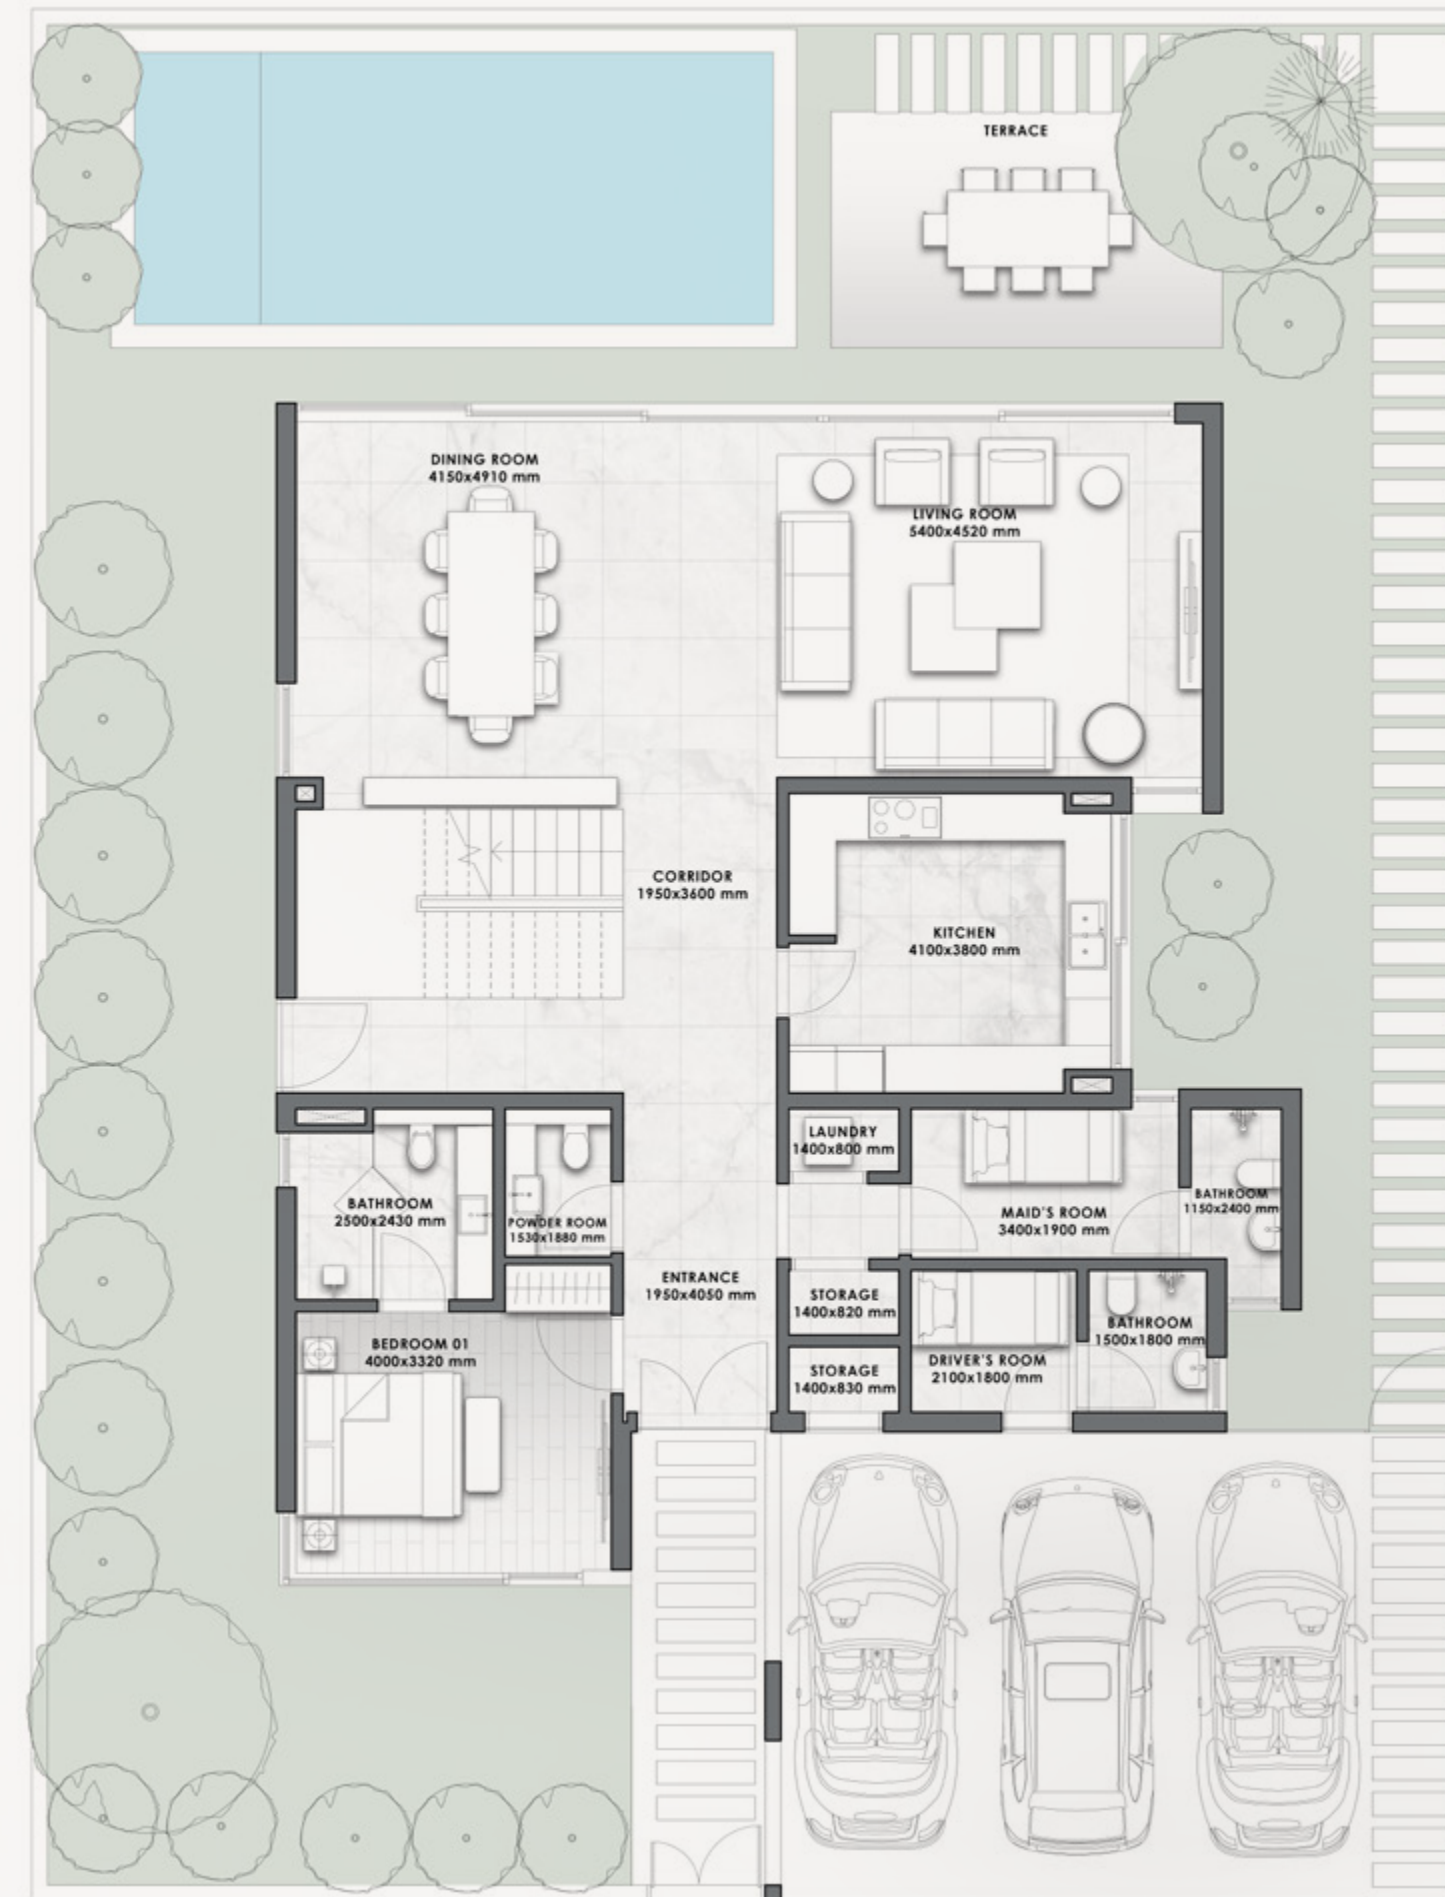 TERRACE
DINING ROOM
4150x4910 mm
LIVING ROOM
5400x4520 mm
CORRIDOR
1950x3600 mm
KITCHEN
4100x3800 mm
LAUNDRY
1400x800 mm
BATHROOM
2500x2430 mm
POWDER ROOM
1530x1880 mm
MAID'S ROOM
3400x1900 mm
BATHROOM
1150x2400 mm
ENTRANCE
1950x4050 mm
STORAGE
1400x820 mm
BATHROOM
1500x1800 mm
BEDROOM 01
4000x3320 mm
STORAGE
1400x830 mm
DRIVER'S ROOM
2100x1800 mm